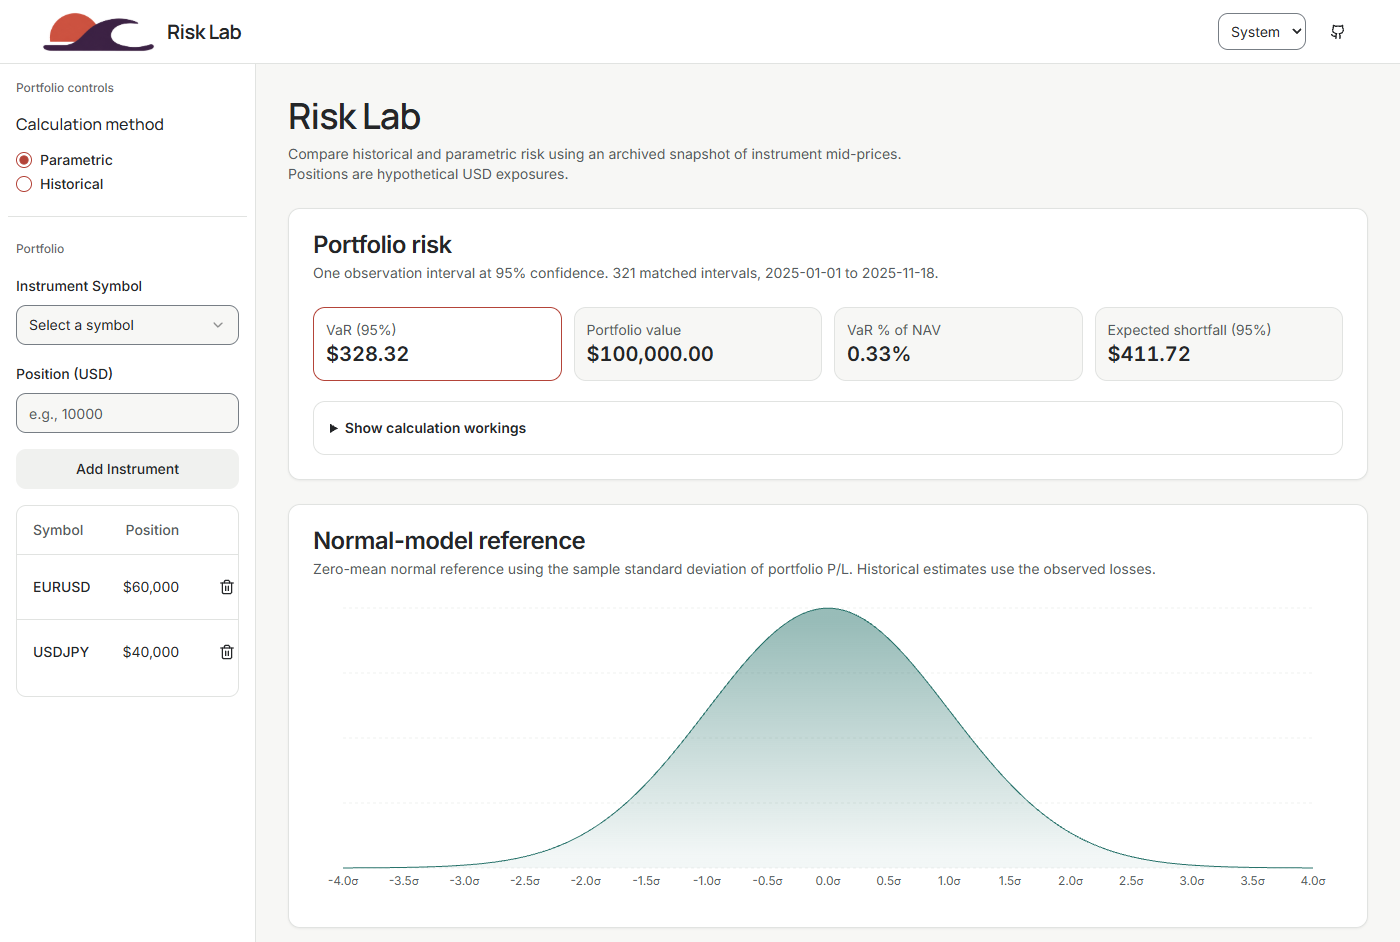 Risk Lab
System
Portfolio controls
Calculation method
Parametric
Historical
Portfolio
Instrument Symbol
Select a symbol
Position (USD)
e.g., 10000
Add Instrument
Symbol Position
EURUSD $60,000
USDJPY $40,000
Risk Lab
Compare historical and parametric risk using an archived snapshot of instrument mid-prices.
Positions are hypothetical USD exposures.
Portfolio risk
One observation interval at 95% confidence. 321 matched intervals, 2025-01-01 to 2025-11-18.
VaR (95%)
$328.32
Portfolio value
$100,000.00
VaR % of NAV
0.33%
Expected shortfall (95%)
$411.72
Show calculation workings
Normal-model reference
Zero-mean normal reference using the sample standard deviation of portfolio P/L. Historical estimates use the observed losses.
-4.0σ -3.5σ -3.0σ -2.5σ -2.0σ -1.5σ -1.0σ -0.5σ 0.0σ 0.5σ 1.0σ 1.5σ 2.0σ 2.5σ 3.0σ 3.5σ 4.0σ